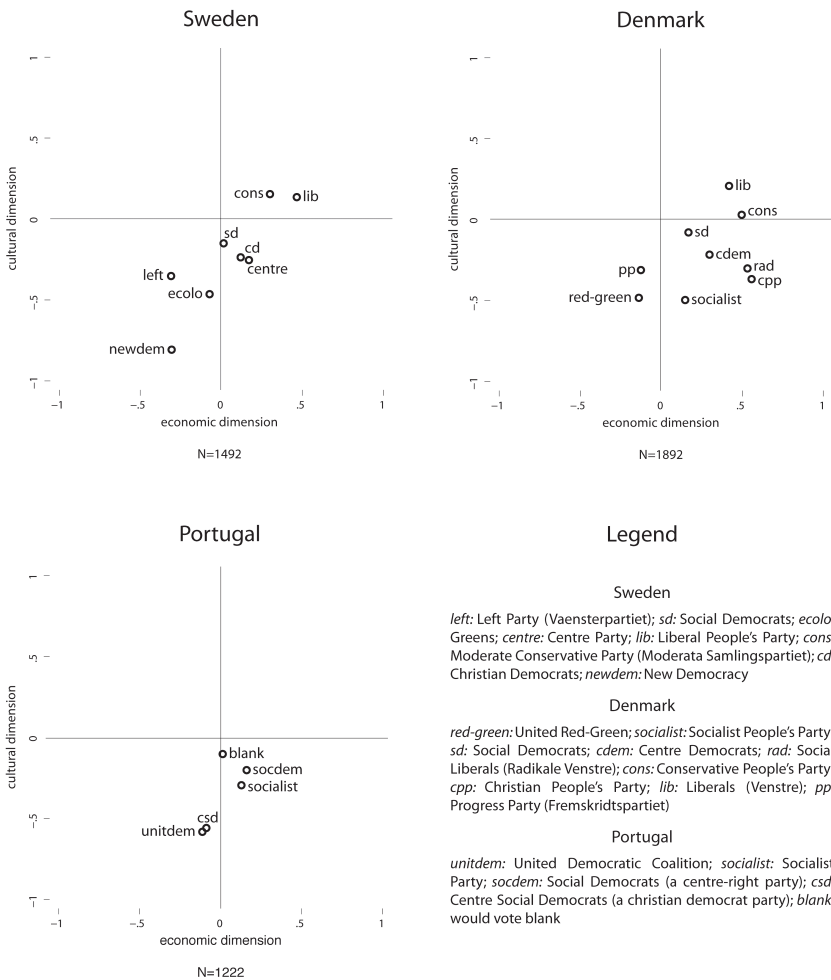 Sweden
1
.5
0
-.5
-1
cultural dimension
cons
lib
sd
cd
centre
left
ecolo
newdem
-1
-.5
0
.5
1
economic dimension
N=1492
Denmark
1
.5
0
-.5
-1
cultural dimension
lib
cons
sd
cdem
rad
cpp
pp
red-green
socialist
-1
-.5
0
.5
1
economic dimension
N=1892
Portugal
1
.5
0
-.5
-1
cultural dimension
blank
socdem
socialist
csd
unitdem
-1
-.5
0
.5
1
economic dimension
N=1222
Legend
Sweden
left: Left Party (Vaensterpartiet); sd: Social Democrats; ecolo
Greens; centre: Centre Party; lib: Liberal People's Party; cons
Moderate Conservative Party (Moderata Samlingspartiet); cd
Christian Democrats; newdem: New Democracy
Denmark
red-green: United Red-Green; socialist: Socialist People's Party
sd: Social Democrats; cdem: Centre Democrats; rad: Socia
Liberals (Radikale Venstre); cons: Conservative People's Party
cpp: Christian People's Party; lib: Liberals (Venstre); pp
Progress Party (Fremskridtspartiet)
Portugal
unitdem: United Democratic Coalition; socialist: Socialist
Party; socdem: Social Democrats (a centre-right party); csd
Centre Social Democrats (a christian democrat party); blank
would vote blank